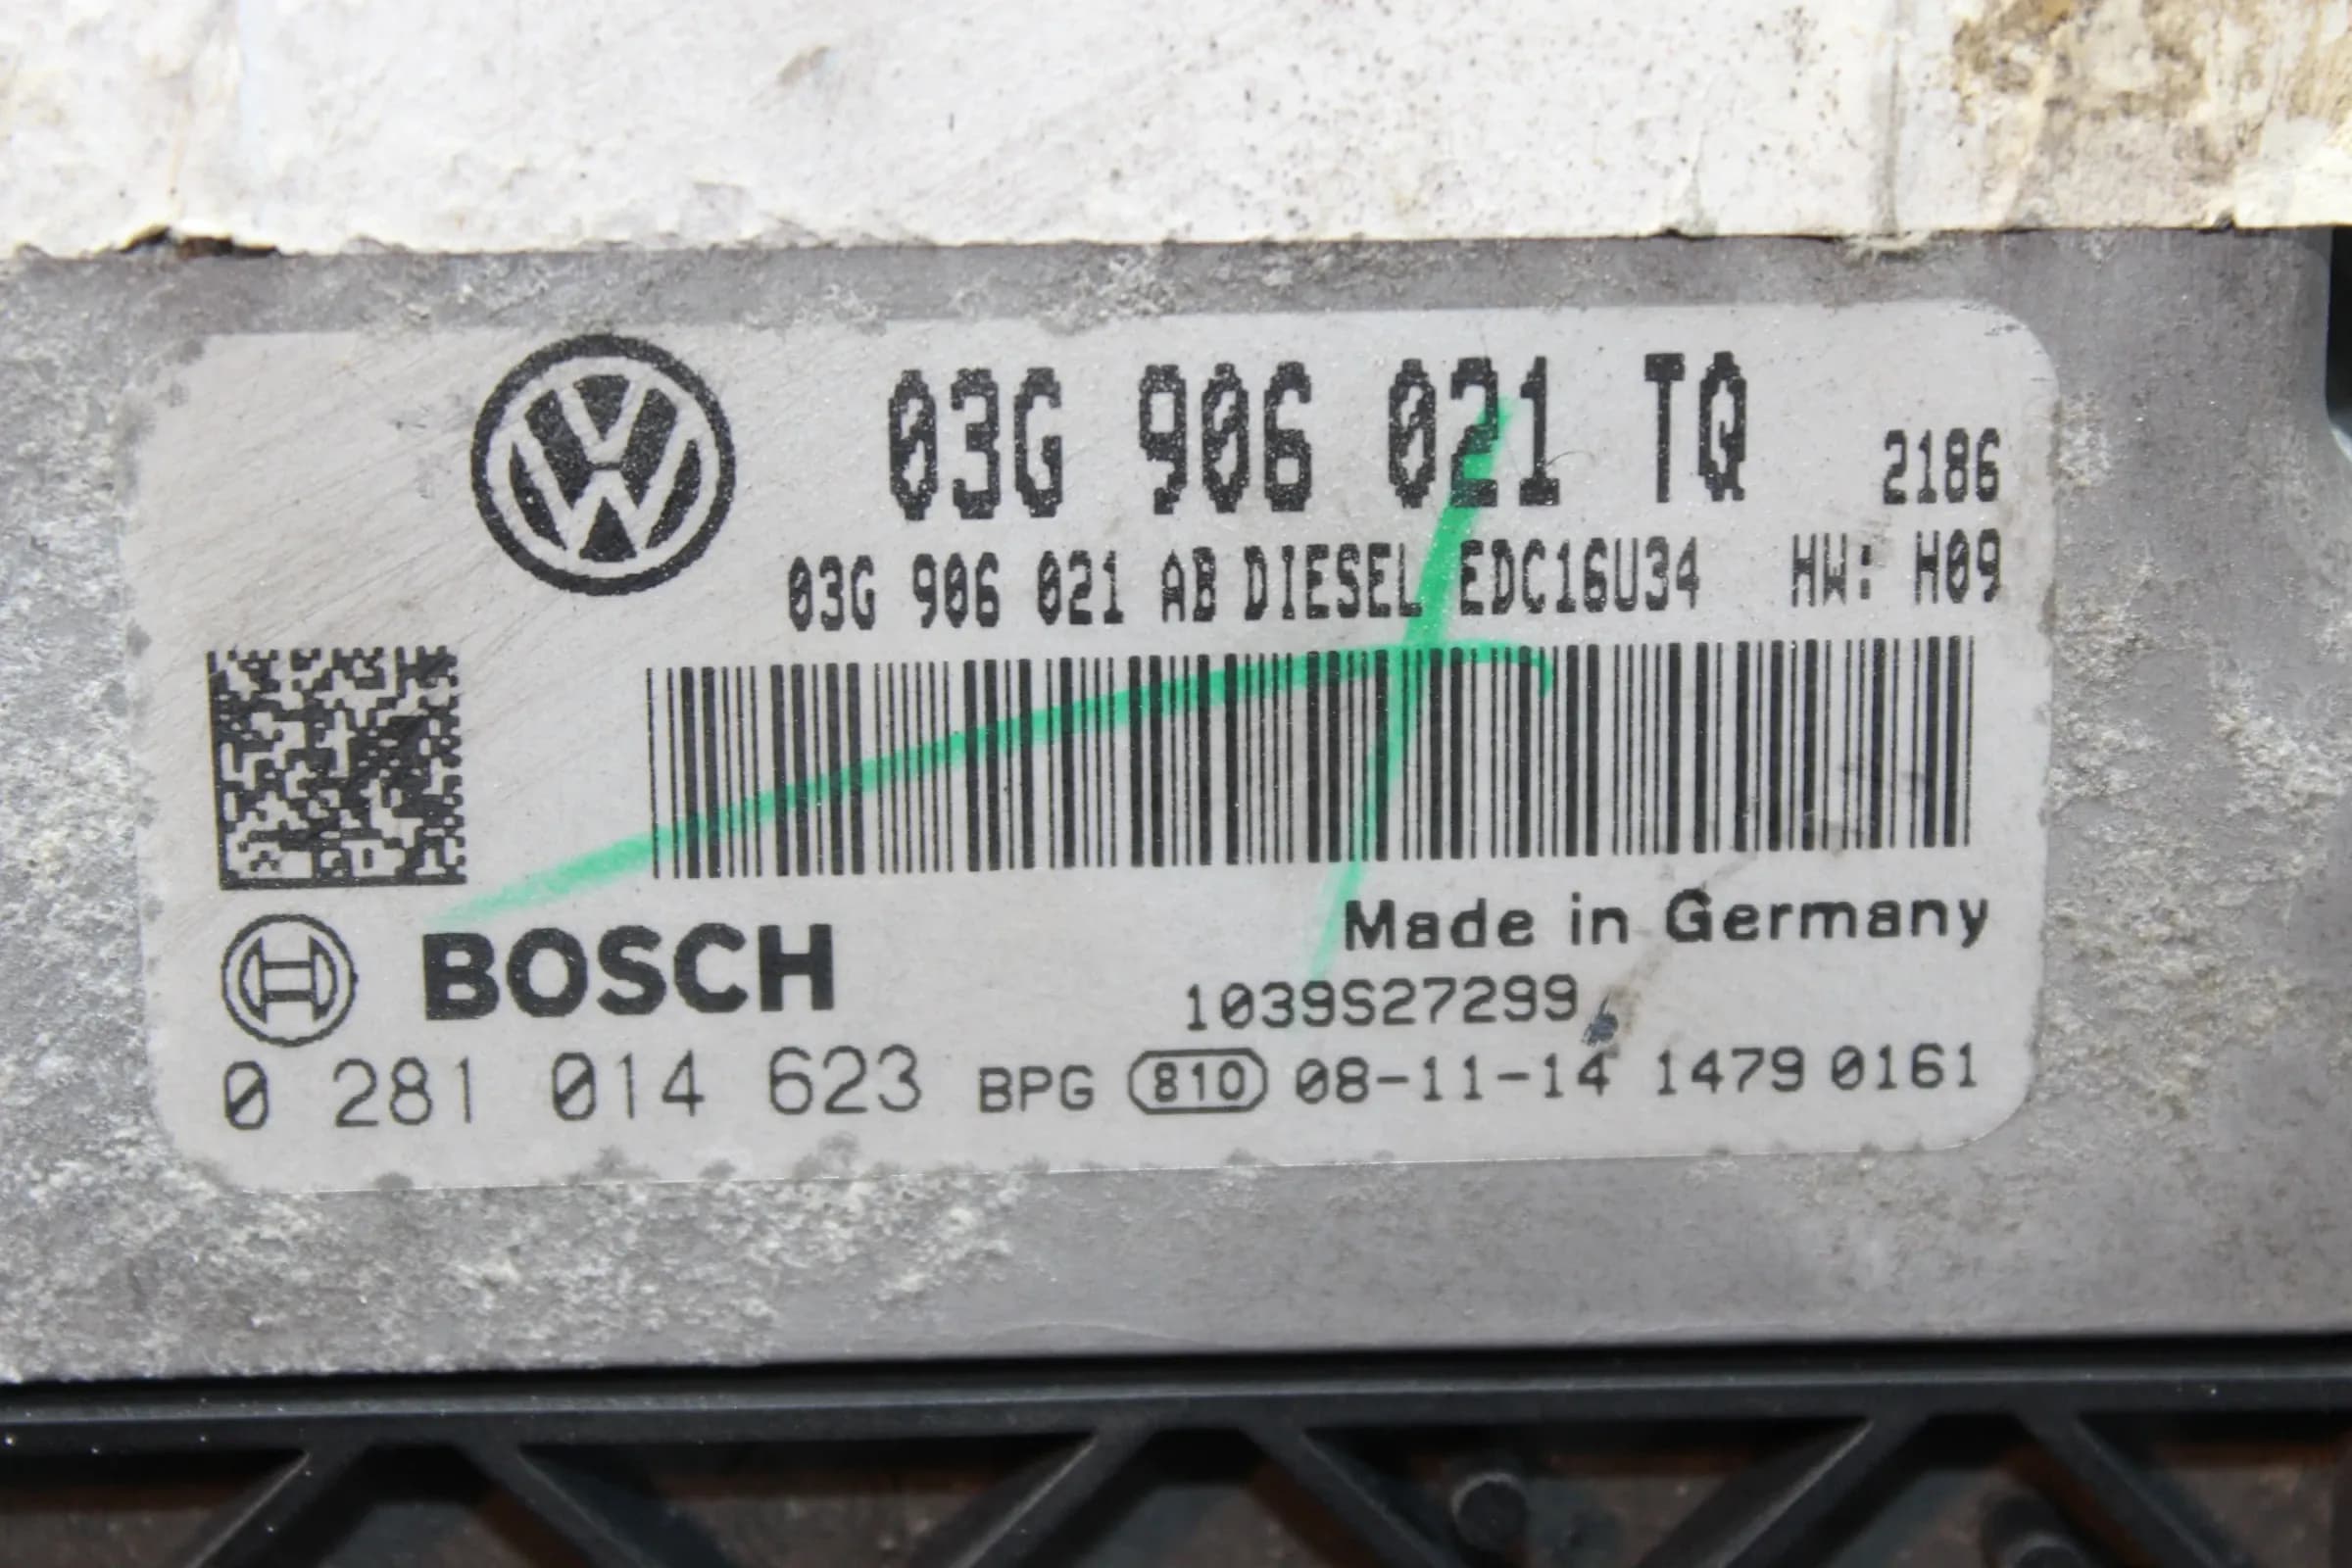 03G 906 021 TQ 2186
03G 906 021 AB DIESEL EDC16U34 HW: H09
BOSCH
Made in Germany
1039S27299
0 281 014 623 BPG 810 08-11-14 1479 0161